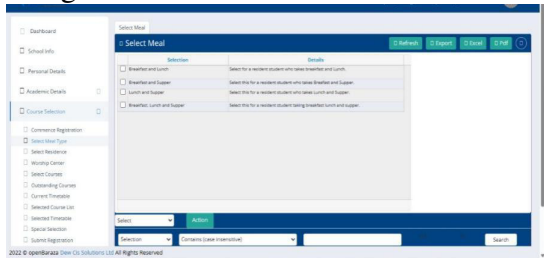 Dashboard
School Info
Personal Details
Academic Details
Course Selection
Commence Registration
Select Meal Type
Select Residence
Worship Center
Select Courses
Outstanding Courses
Current Timetable
Selected Course List
Selected Timetable
Special Selection
Submit Registration
Select Meal
Select Meal
Refresh
Export
Excel
Pdf
Selection Details
Breakfast and Lunch Select for a resident student who takes Breakfast and Lunch.
Breakfast and Supper Select this for a resident student who takes Breakfast and Supper.
Lunch and Supper Select this for a resident student who takes Lunch and Supper.
Breakfast, Lunch and Supper Select this for a resident student taking breakfast lunch and supper.
Select Action
Selection Contains (case insensitive) Search
2022 © openBaraza Dew Cis Solutions Ltd All Rights Reserved